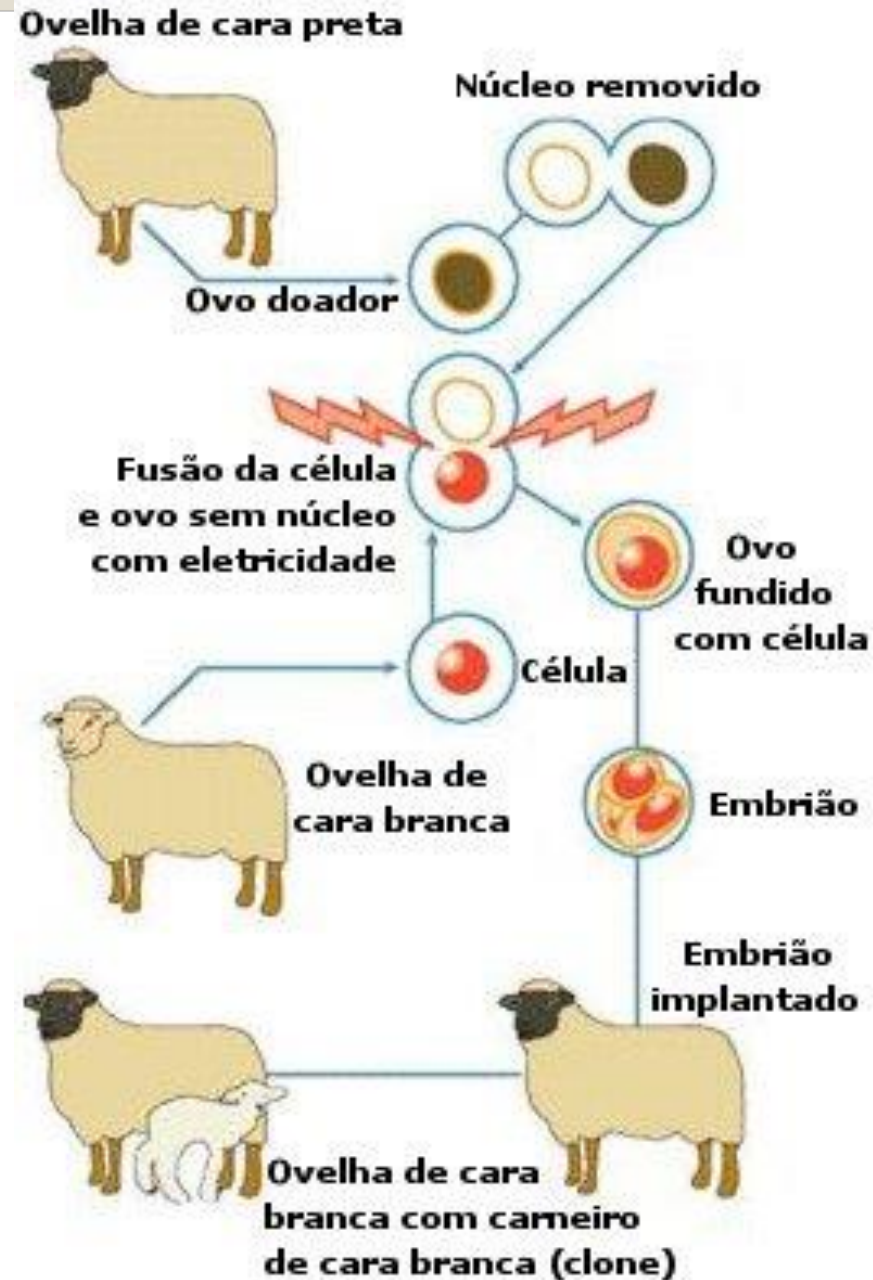 Ovelha de cara preta
Núcleo removido
Ovo doador
Fusão da célula
e ovo sem núcleo
com eletricidade
Ovo
fundido
com célula
Célula
Ovelha de
cara branca
Embrião
Embrião
implantado
Ovelha de cara
branca com carneiro
de cara branca (clone)